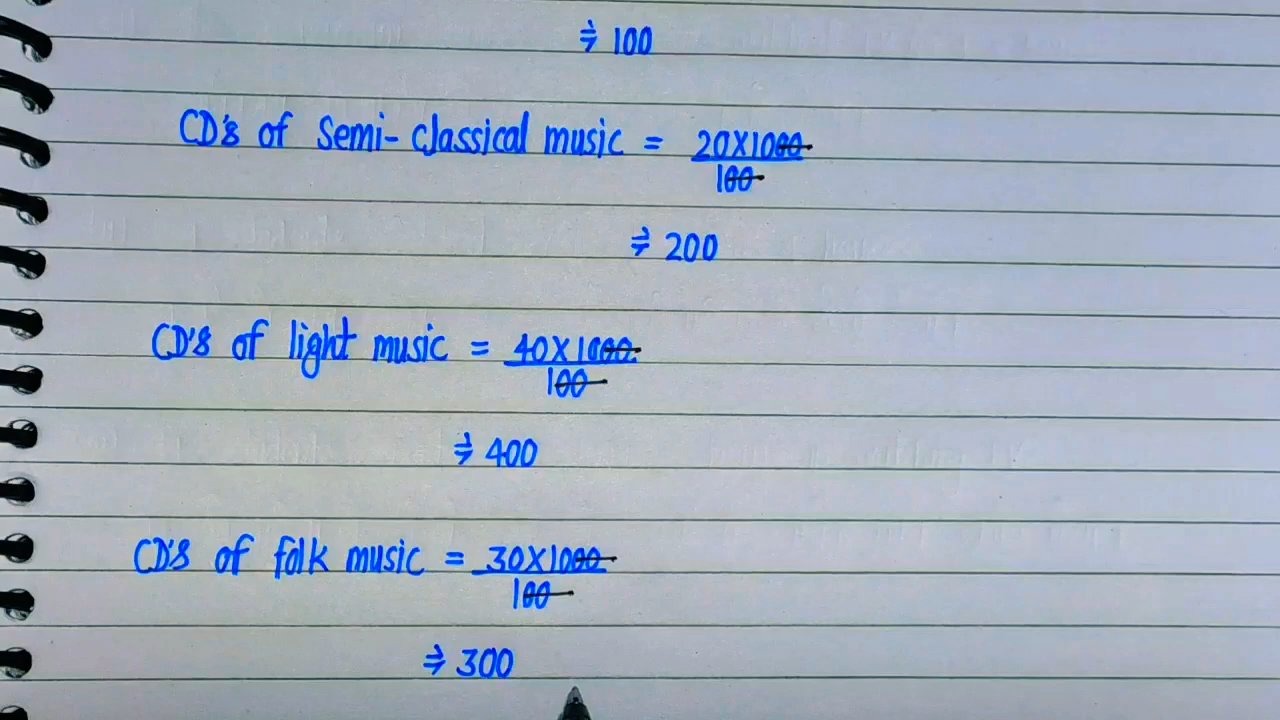 ⇒ 100
CD's of Semi-classical music = 20×1000
100
⇒ 200
CD's of light music = 40×1000
100
⇒ 400
CD's of folk music = 30×1000
100
⇒ 300